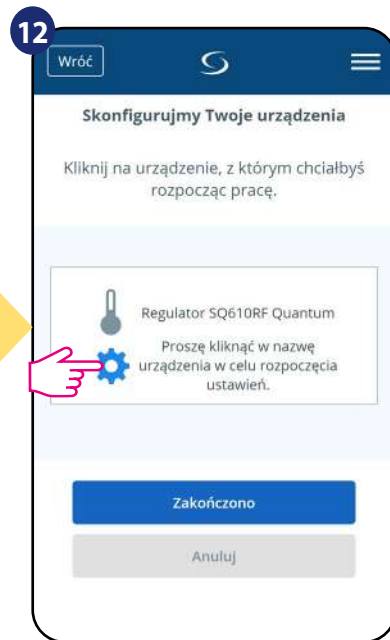 12
Wróć
Skonfigurujmy Twoje urządzenia
Kliknij na urządzenie, z którym chciałbyś
rozpocząc pracę.
Regulator SQ610RF Quantum
Proszę kliknąć w nazwę
urządzenia w celu rozpoczęcia
ustawień.
Zakończono
Anuluj